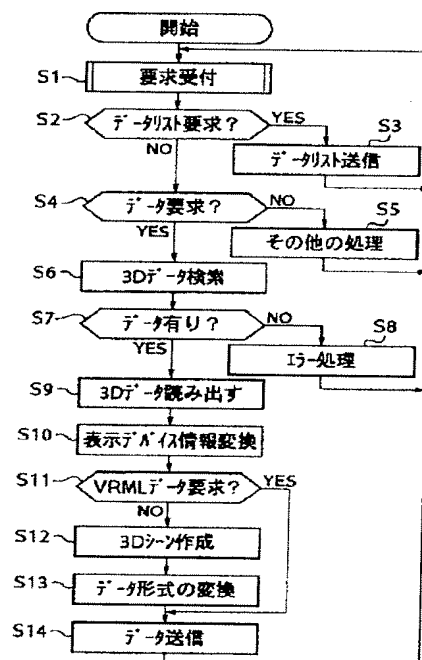 開始
S1
要求受付
S2
データリスト要求?
YES
S3
データリスト送信
NO
S4
データ要求?
NO
S5
その他の処理
YES
S6
3Dデータ検索
S7
データ有り?
NO
S8
エラー処理
YES
S9
3Dデータ読み出す
S10
表示デバイス情報変換
S11
VRMLデータ要求?
YES
NO
S12
3Dシーン作成
S13
データ形式の変換
S14
データ送信